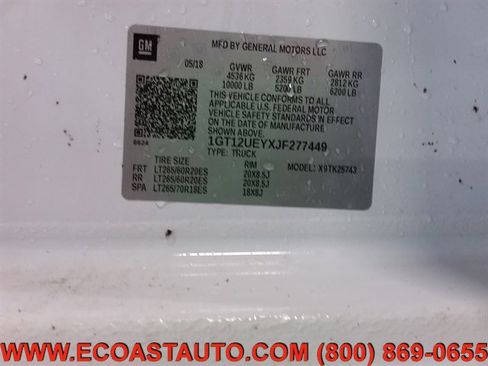 GM
MFD BY GENERAL MOTORS LLC
05/18 GVWR GAWR FRT GAWR RR
4536 KG 2359 KG 2812 KG
10000 LB 5200 LB 6200 LB
THIS VEHICLE CONFORMS TO ALL
APPLICABLE U.S. FEDERAL MOTOR
VEHICLE SAFETY STANDARDS IN EFFECT
ON THE DATE OF MANUFACTURE
SHOWN ABOVE.
1GT12UEYXJF277449
TYPE: TRUCK
TIRE SIZE RIM MODEL: X9TK25743
FRT LT265/60R20ES 20X8.5J
RR LT265/60R20ES 20X8.5J
SPA LT265/70R18ES 18X8J
WWW.ECOASTAUTO.COM (800) 869-0655